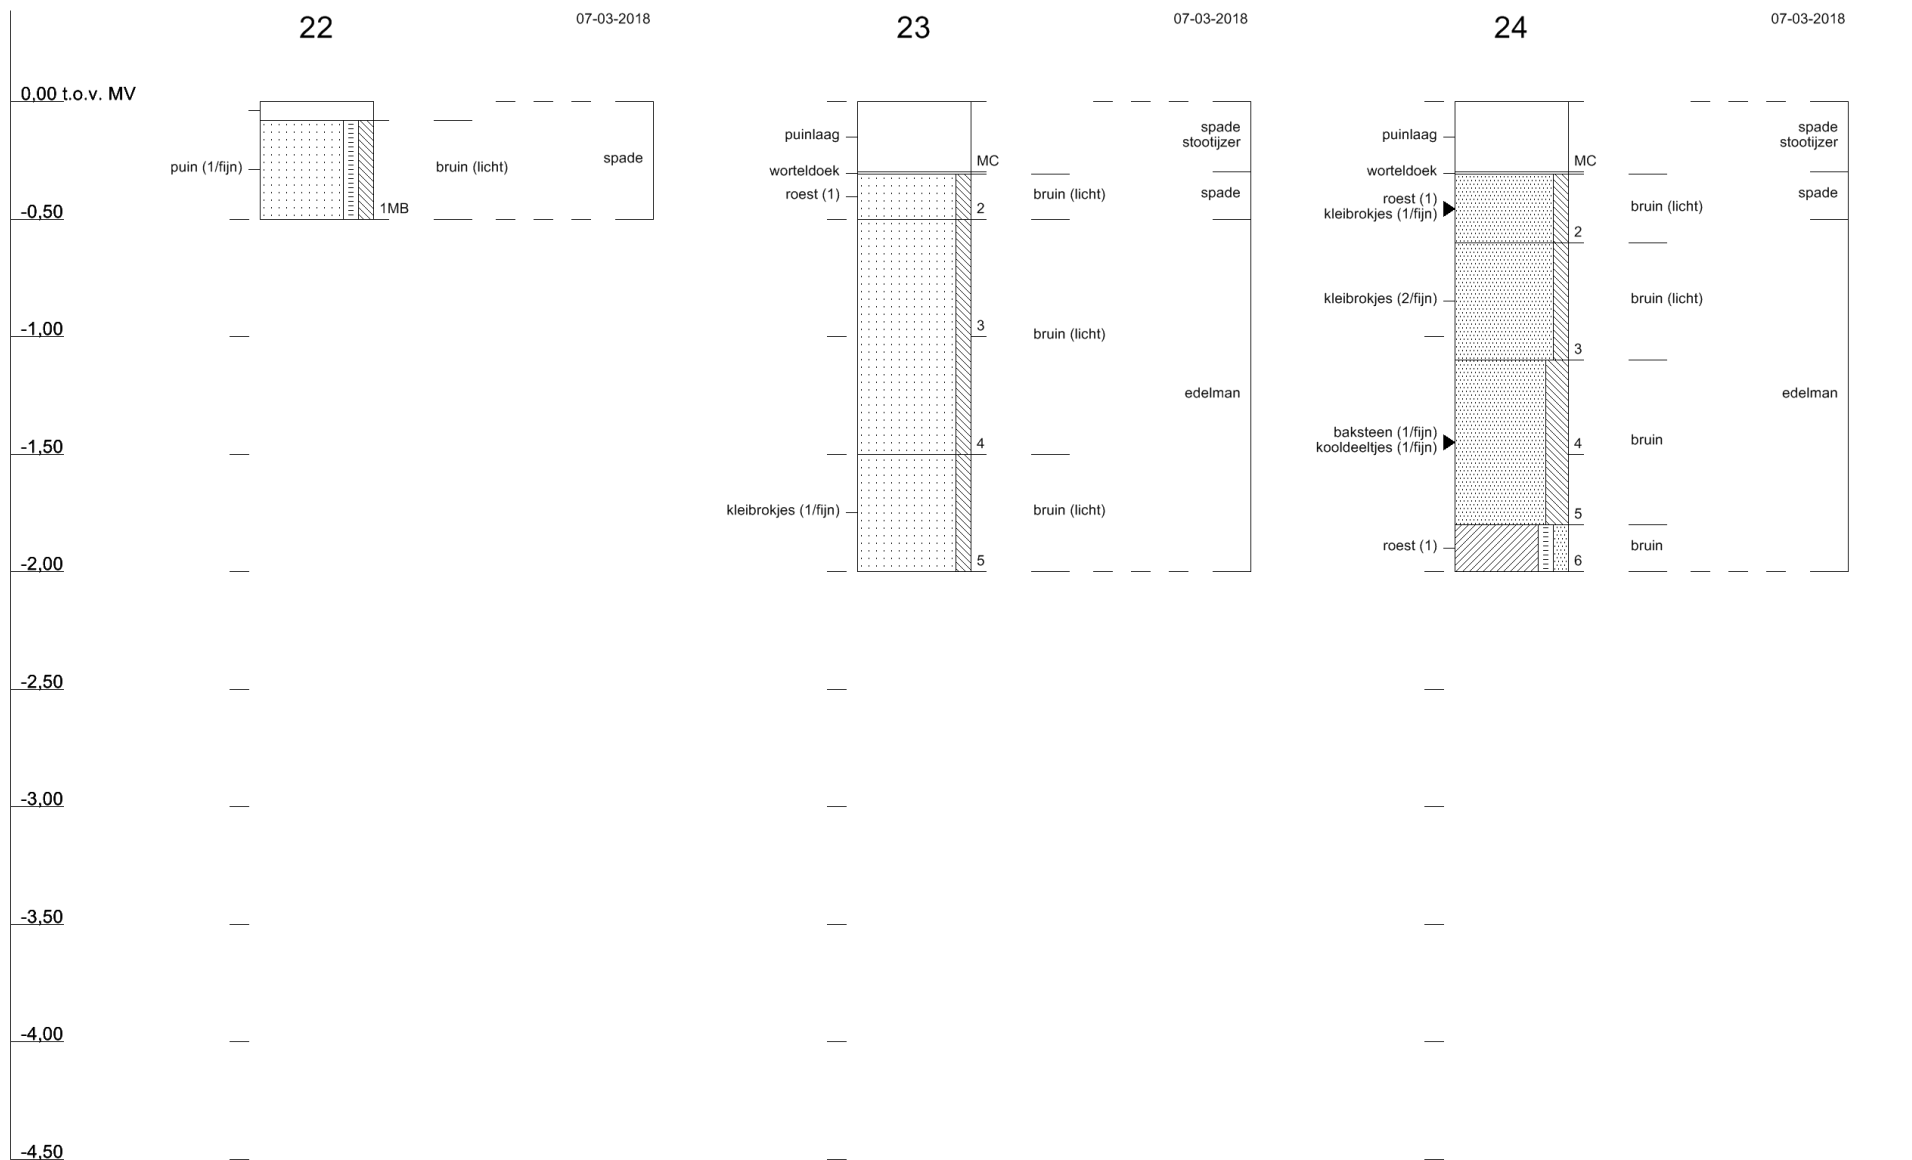 22
07-03-2018
23
07-03-2018
24
07-03-2018
0,00 t.o.v. MV
-0,50
-1,00
-1,50
-2,00
-2,50
-3,00
-3,50
-4,00
-4,50
puin (1/fijn)
1MB
bruin (licht)
spade
puinlaag
worteldoek
roest (1)
kleibrokjes (1/fijn)
MC
2
3
4
5
bruin (licht)
bruin (licht)
bruin (licht)
spade
stootijzer
spade
edelman
puinlaag
worteldoek
roest (1)
kleibrokjes (1/fijn)
kleibrokjes (2/fijn)
baksteen (1/fijn)
kooldeeltjes (1/fijn)
roest (1)
MC
2
3
4
5
6
bruin (licht)
bruin (licht)
bruin
bruin
spade
stootijzer
spade
edelman